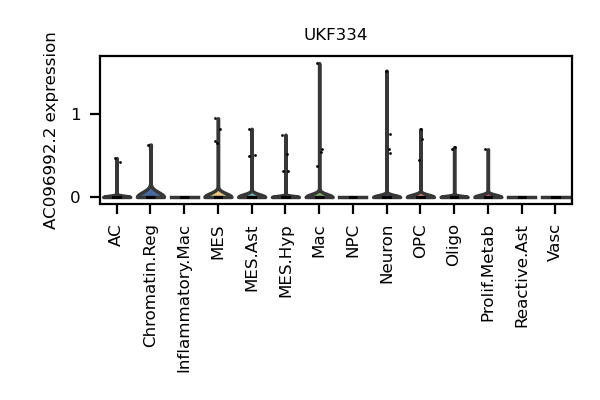 UKF334
AC096992.2 expression
1
0
AC
Chromatin.Reg
Inflammatory.Mac
MES
MES.Ast
MES.Hyp
Mac
NPC
Neuron
OPC
Oligo
Prolif.Metab
Reactive.Ast
Vasc